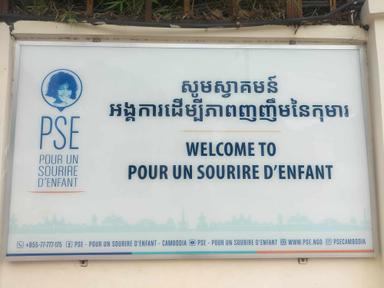 PSE
POUR UN
SOURIRE
D'ENFANT
សូមស្វាគមន៍
អង្គការដើម្បីភាពញញឹមនៃកុមារ
WELCOME TO
POUR UN SOURIRE D'ENFANT
+855-77-777-175 PSE - POUR UN SOURIRE D'ENFANT - CAMBODIA PSE - POUR UN SOURIRE D'ENFANT WWW.PSE.NGO PSECAMBODIA